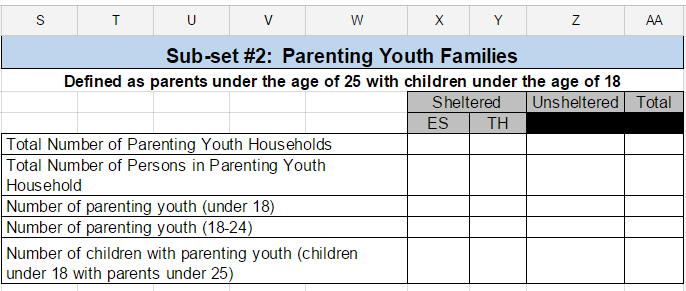 S T U V W X Y Z AA
Sub-set #2: Parenting Youth Families
Defined as parents under the age of 25 with children under the age of 18
Sheltered Unsheltered Total
ES TH
Total Number of Parenting Youth Households
Total Number of Persons in Parenting Youth
Household
Number of parenting youth (under 18)
Number of parenting youth (18-24)
Number of children with parenting youth (children
under 18 with parents under 25)